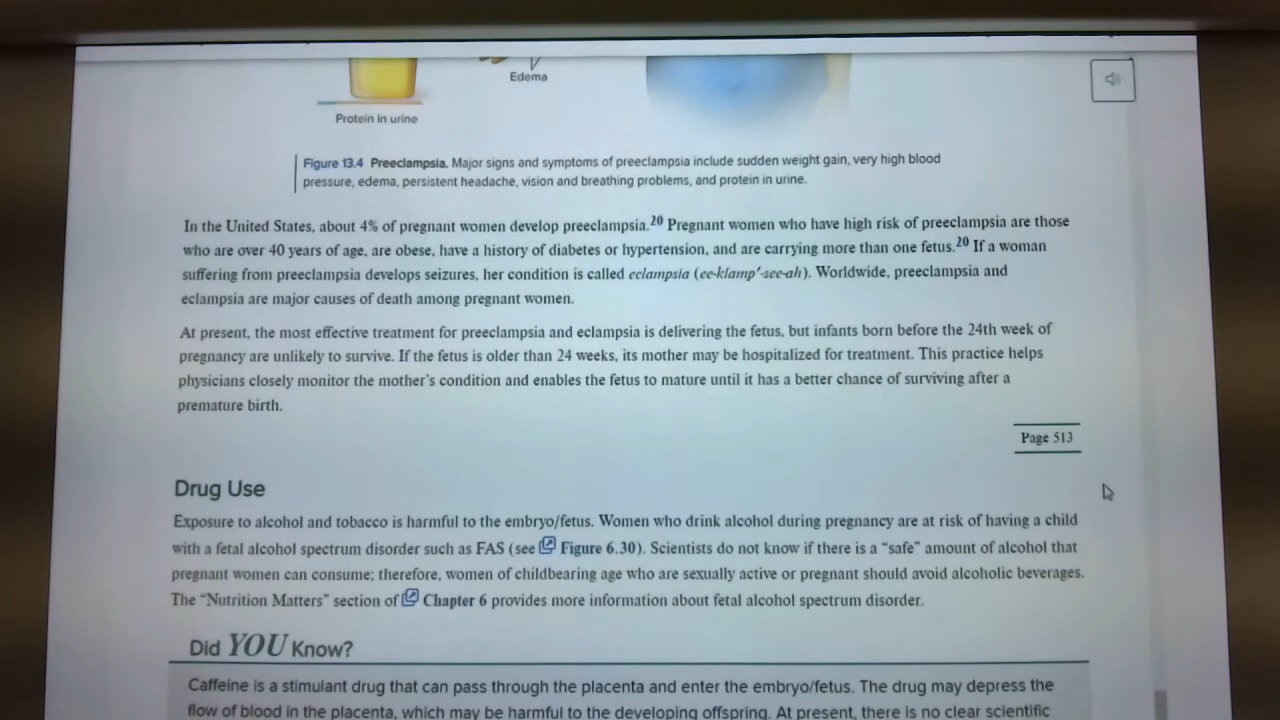 Edema
Protein in urine
Figure 13.4 Preeclampsia. Major signs and symptoms of preeclampsia include sudden weight gain, very high blood
pressure, edema, persistent headache, vision and breathing problems, and protein in urine.
In the United States, about 4% of pregnant women develop preeclampsia.20 Pregnant women who have high risk of preeclampsia are those
who are over 40 years of age, are obese, have a history of diabetes or hypertension, and are carrying more than one fetus.20 If a woman
suffering from preeclampsia develops seizures, her condition is called eclampsia (ee-klamp′-see-ah). Worldwide, preeclampsia and
eclampsia are major causes of death among pregnant women.
At present, the most effective treatment for preeclampsia and eclampsia is delivering the fetus, but infants born before the 24th week of
pregnancy are unlikely to survive. If the fetus is older than 24 weeks, its mother may be hospitalized for treatment. This practice helps
physicians closely monitor the mother's condition and enables the fetus to mature until it has a better chance of surviving after a
premature birth.
Page 513
Drug Use
Exposure to alcohol and tobacco is harmful to the embryo/fetus. Women who drink alcohol during pregnancy are at risk of having a child
with a fetal alcohol spectrum disorder such as FAS (see Figure 6.30). Scientists do not know if there is a "safe" amount of alcohol that
pregnant women can consume; therefore, women of childbearing age who are sexually active or pregnant should avoid alcoholic beverages.
The "Nutrition Matters" section of Chapter 6 provides more information about fetal alcohol spectrum disorder.
Did YOU Know?
Caffeine is a stimulant drug that can pass through the placenta and enter the embryo/fetus. The drug may depress the
flow of blood in the placenta, which may be harmful to the developing offspring. At present, there is no clear scientific